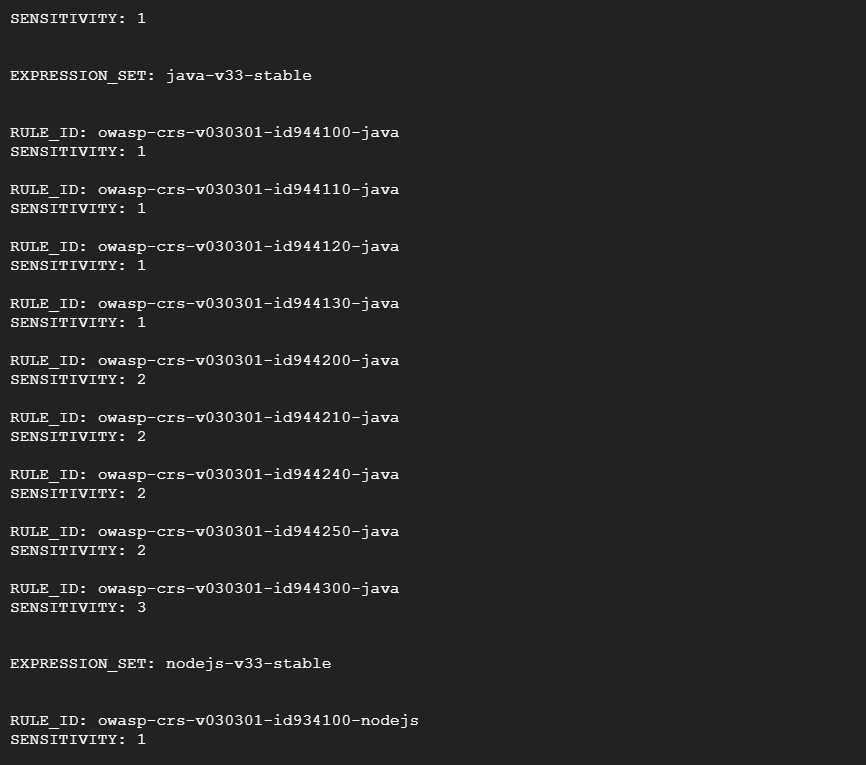 SENSITIVITY: 1
EXPRESSION_SET: java-v33-stable
RULE_ID: owasp-crs-v030301-id944100-java
SENSITIVITY: 1
RULE_ID: owasp-crs-v030301-id944110-java
SENSITIVITY: 1
RULE_ID: owasp-crs-v030301-id944120-java
SENSITIVITY: 1
RULE_ID: owasp-crs-v030301-id944130-java
SENSITIVITY: 1
RULE_ID: owasp-crs-v030301-id944200-java
SENSITIVITY: 2
RULE_ID: owasp-crs-v030301-id944210-java
SENSITIVITY: 2
RULE_ID: owasp-crs-v030301-id944240-java
SENSITIVITY: 2
RULE_ID: owasp-crs-v030301-id944250-java
SENSITIVITY: 2
RULE_ID: owasp-crs-v030301-id944300-java
SENSITIVITY: 3
EXPRESSION_SET: nodejs-v33-stable
RULE_ID: owasp-crs-v030301-id934100-nodejs
SENSITIVITY: 1